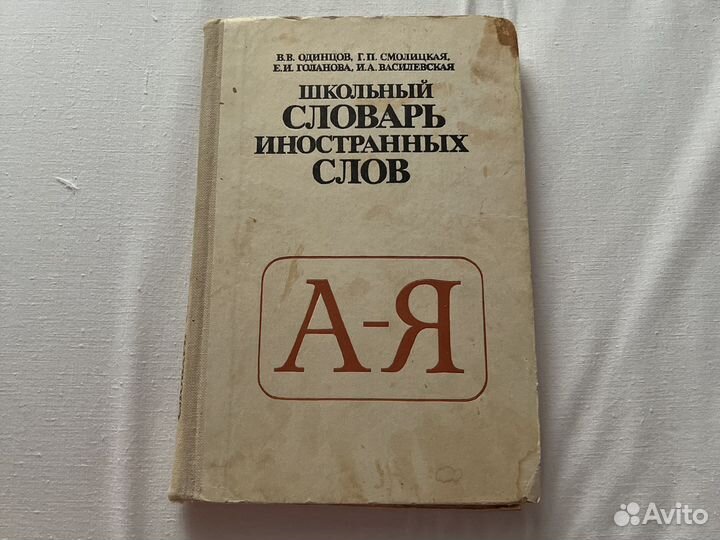 В.В. ОДИНЦОВ, Г.П. СМОЛИЦКАЯ,
Е.И. ГОЛАНОВА, И.А. ВАСИЛЕВСКАЯ
ШКОЛЬНЫЙ
СЛОВАРЬ
ИНОСТРАННЫХ
СЛОВ
А-Я
Avito